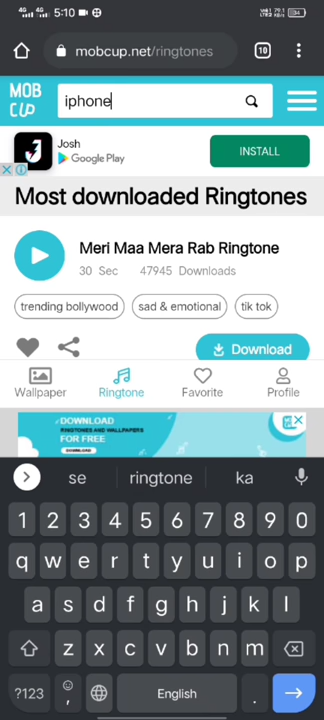 5:10
mobcup.net/ringtones
10
MOB
CUP
iphone
Josh
Google Play
INSTALL
Most downloaded Ringtones
Meri Maa Mera Rab Ringtone
30 Sec 47945 Downloads
trending bollywood sad & emotional tik tok
Download
Wallpaper Ringtone Favorite Profile
DOWNLOAD
RINGTONES AND WALLPAPERS
FOR FREE
se ringtone ka
1 2 3 4 5 6 7 8 9 0
q w e r t y u i o p
a s d f g h j k l
z x c v b n m
?123 , English .